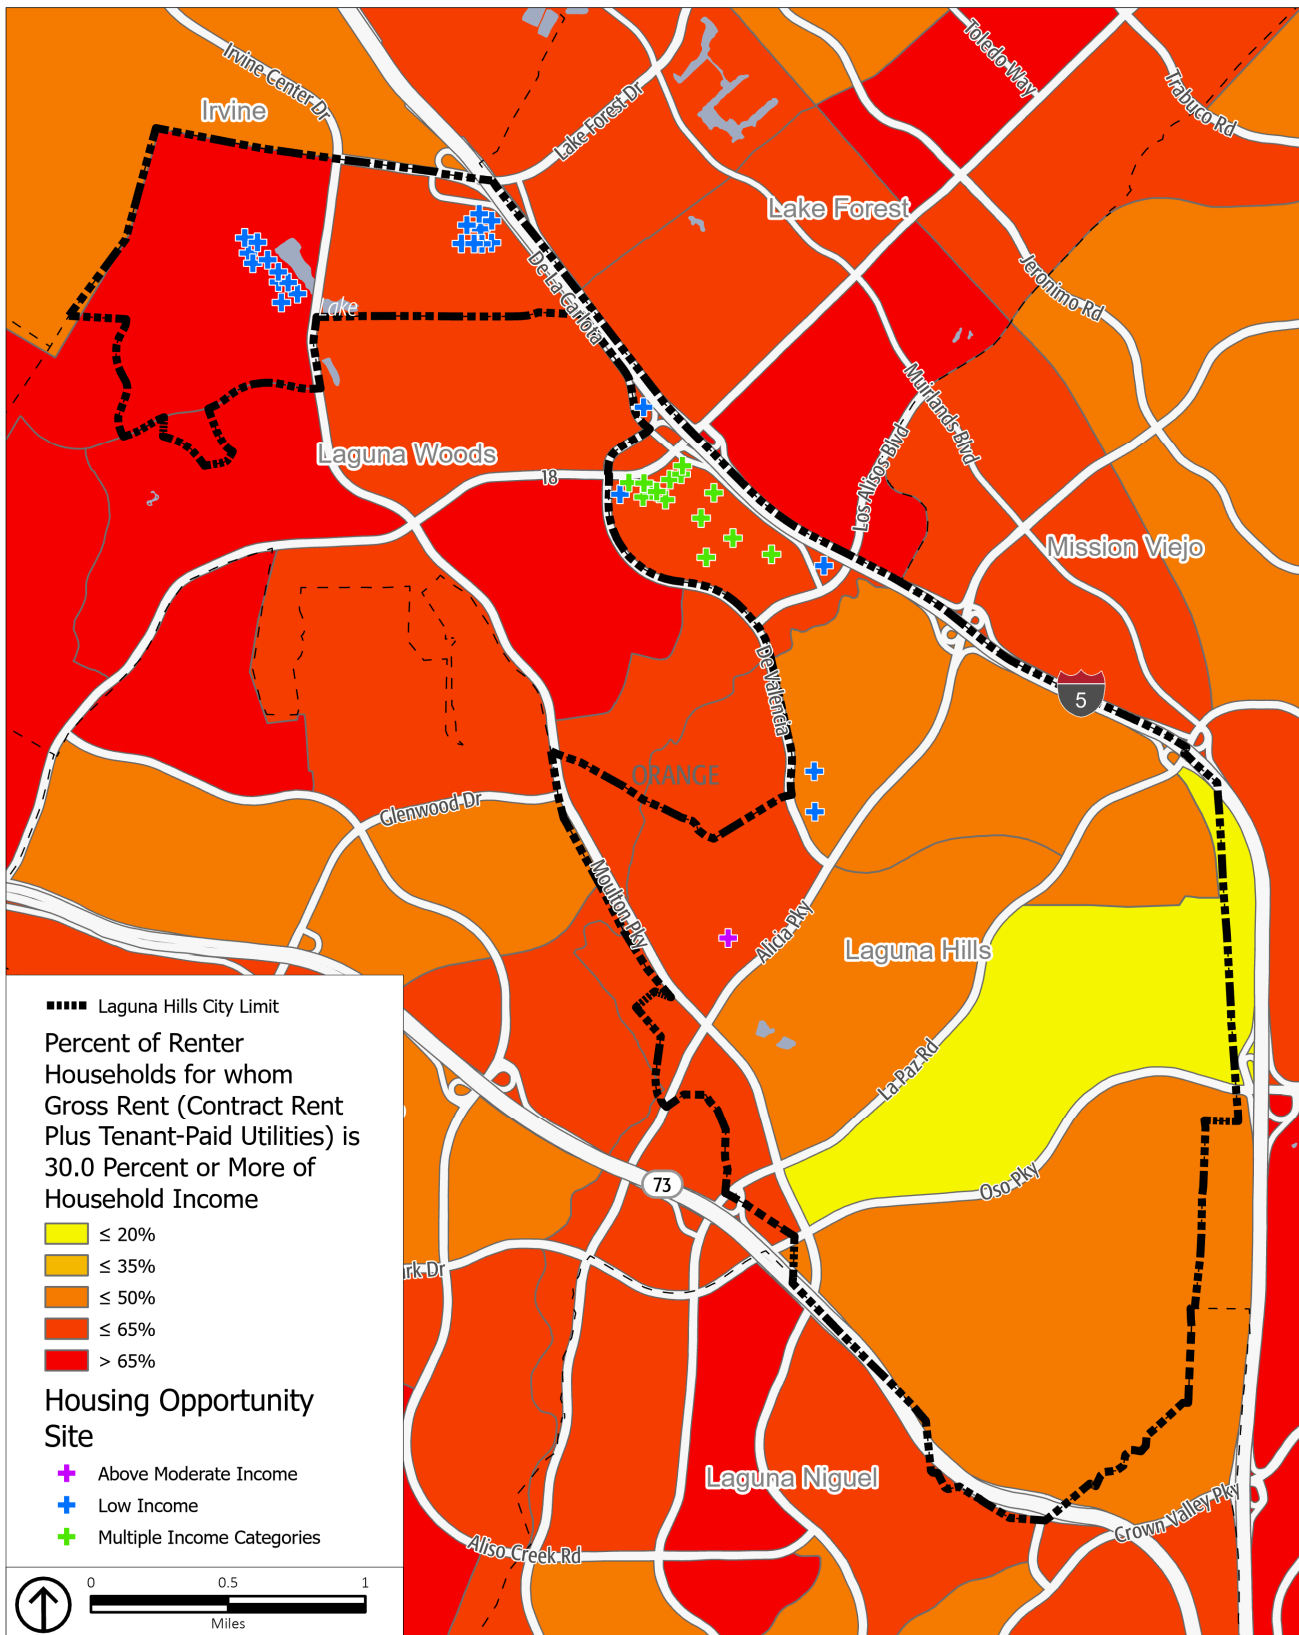 Irvine Center Dr
Irvine
Lake Forest Dr
Toledo Way
Trabuco Rd
Lake Forest
De La Carlota
Jeronimo Rd
Lake
Muirlands Blvd
Los Alisos Blvd
Laguna Woods
18
Mission Viejo
De Valencia
5
ORANGE
Glenwood Dr
Moulton Pky
Alicia Pky
Laguna Hills
La Paz Rd
Oso Pky
73
rk Dr
Laguna Niguel
Crown Valley Pky
Aliso Creek Rd
Laguna Hills City Limit
Percent of Renter
Households for whom
Gross Rent (Contract Rent
Plus Tenant-Paid Utilities) is
30.0 Percent or More of
Household Income
≤ 20%
≤ 35%
≤ 50%
≤ 65%
> 65%
Housing Opportunity
Site
Above Moderate Income
Low Income
Multiple Income Categories
0 0.5 1
Miles